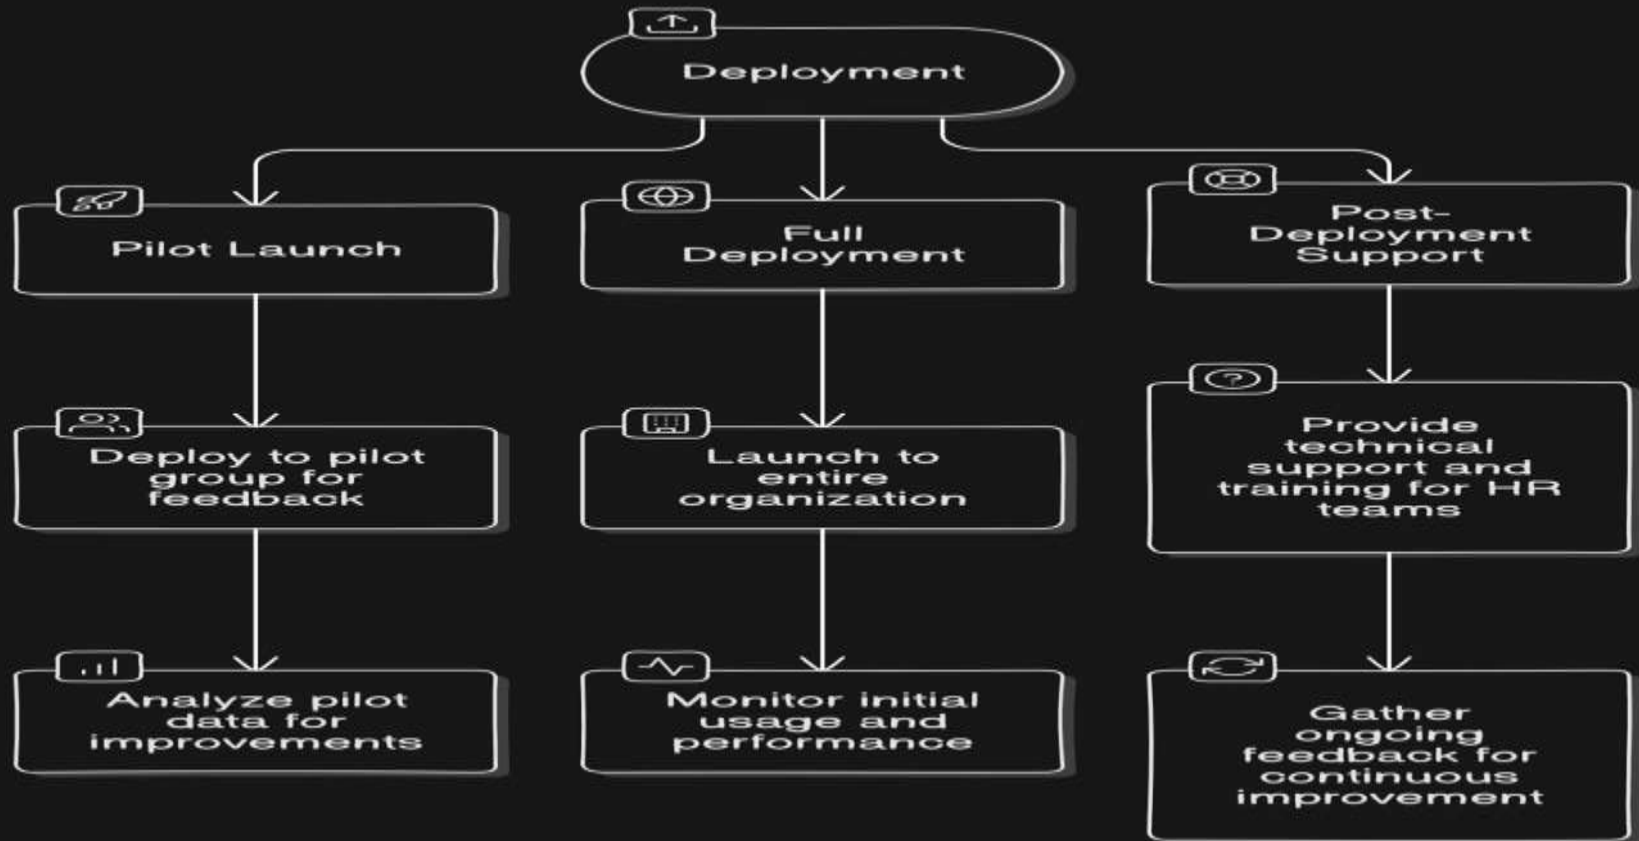 Deployment
Pilot Launch
Full
Deployment
Post-
Deployment
Support
Deploy to pilot
group for
feedback
Launch to
entire
organization
Provide
technical
support and
training for HR
teams
Analyze pilot
data for
improvements
Monitor initial
usage and
performance
Gather
ongoing
feedback for
continuous
improvement